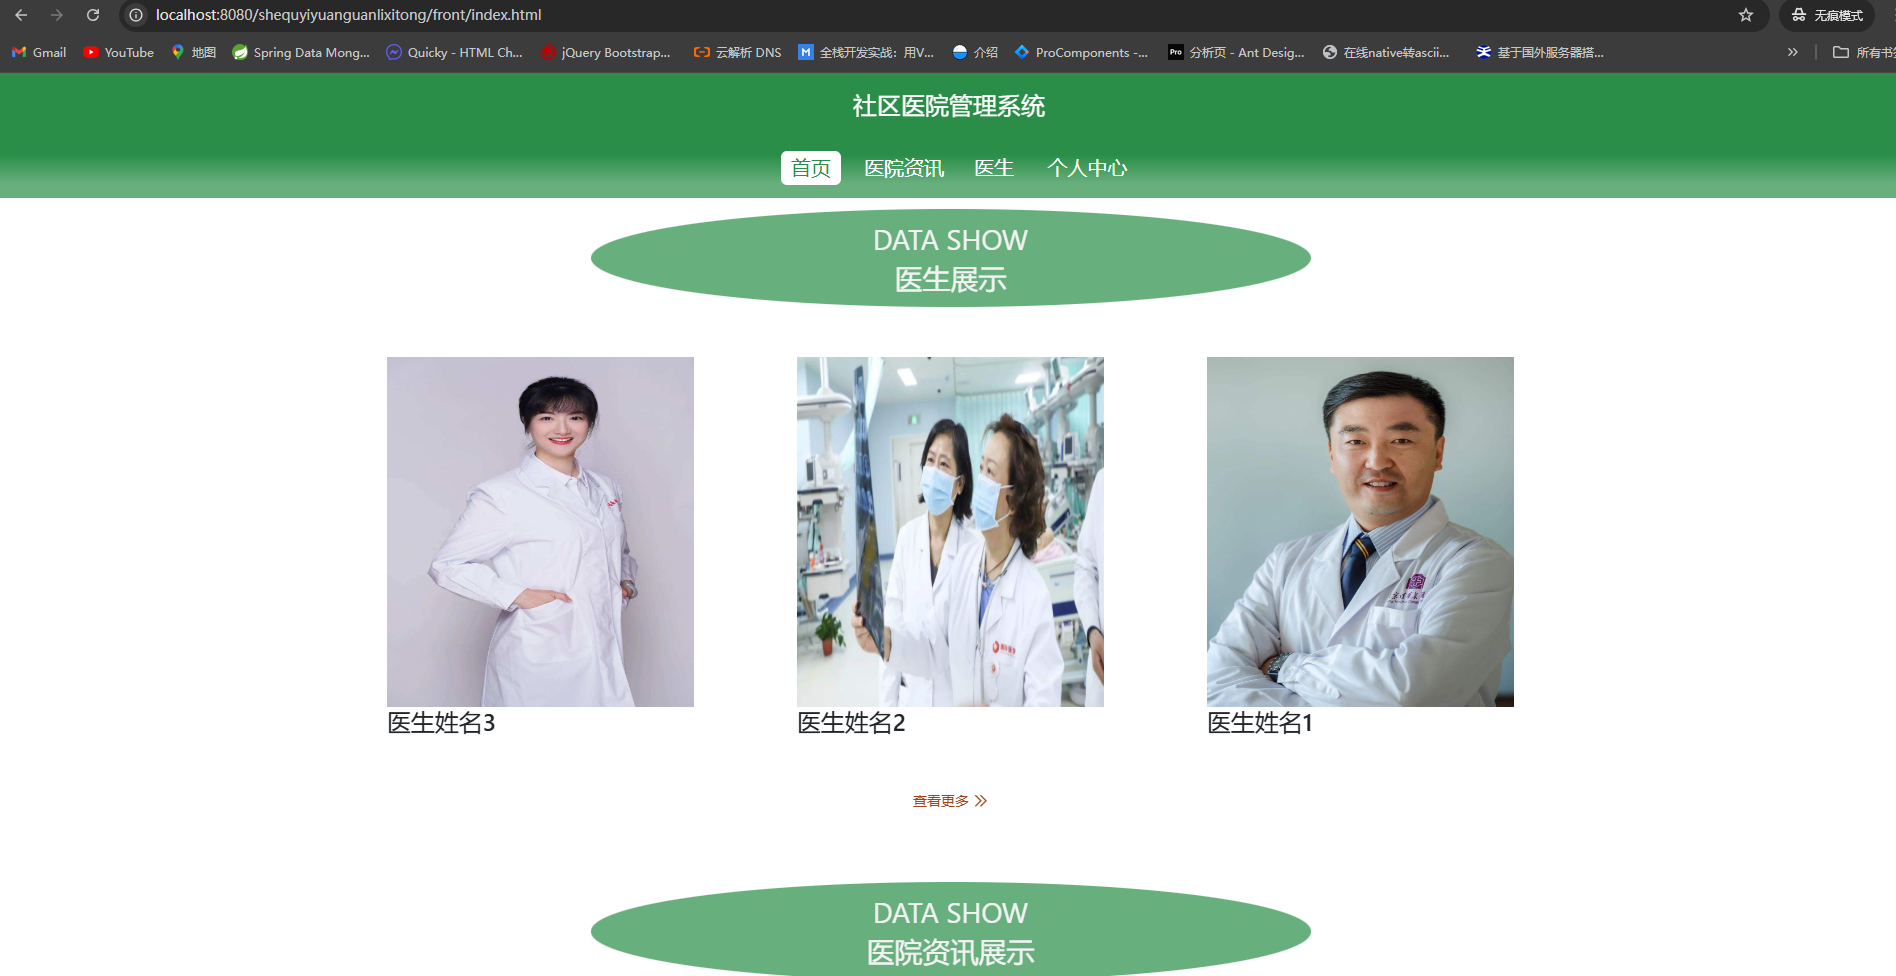 localhost:8080/shequyiyuanguanlixitong/front/index.html
无痕模式
Gmail
YouTube
地图
Spring Data Mong...
Quicky - HTML Ch...
jQuery Bootstrap...
云解析 DNS
M
全栈开发实战：用V...
介绍
ProComponents -...
Pro
分析页 - Ant Desig...
在线native转ascii...
基于国外服务器搭...
所有书签
社区医院管理系统
首页
医院资讯
医生
个人中心
DATA SHOW
医生展示
医生姓名3
医生姓名2
医生姓名1
查看更多
DATA SHOW
医院资讯展示